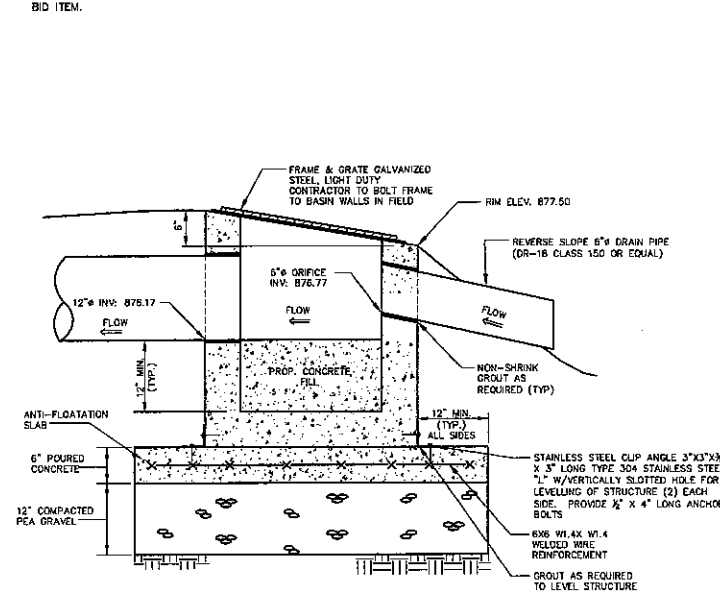 BID ITEM.
FRAME & GRATE GALVANIZED
STEEL, LIGHT DUTY
CONTRACTOR TO BOLT FRAME
TO BASIN WALLS IN FIELD
RIM ELEV. 877.50
6"
REVERSE SLOPE 6"ø DRAIN PIPE
(DR-18 CLASS 150 OR EQUAL)
6"ø ORIFICE
INV: 876.77
12"ø INV: 876.17
FLOW
FLOW
FLOW
12" MIN.
(TYP.)
PROP. CONCRETE
FILL
NON-SHRINK
GROUT AS
REQUIRED (TYP)
12" MIN.
(TYP.)
ALL SIDES
ANTI-FLOATATION
SLAB
6" POURED
CONCRETE
12" COMPACTED
PEA GRAVEL
STAINLESS STEEL CLIP ANGLE 3"X3"X
X 3" LONG TYPE 304 STAINLESS STEE
"L" W/VERTICALLY SLOTTED HOLE FOR
LEVELLING OF STRUCTURE (2) EACH
SIDE. PROVIDE ½" X 4" LONG ANCHOR
BOLTS
6X6 W1.4X W1.4
WELDED WIRE
REINFORCEMENT
GROUT AS REQUIRED
TO LEVEL STRUCTURE